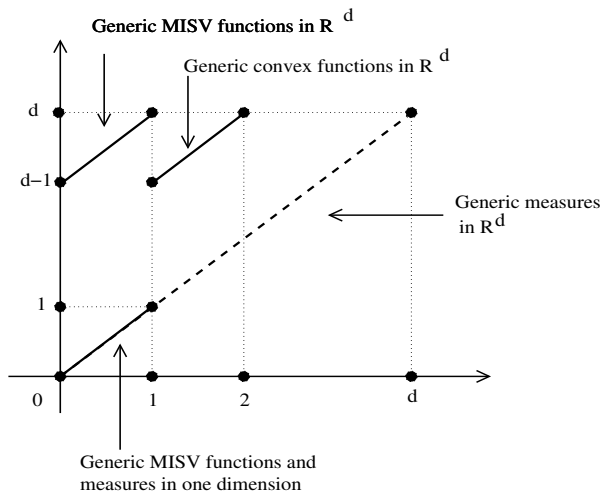 Generic MISV functions in R d
Generic convex functions in R d
d
d−1
Generic measures
in R d
1
0
1
2
d
Generic MISV functions and
measures in one dimension